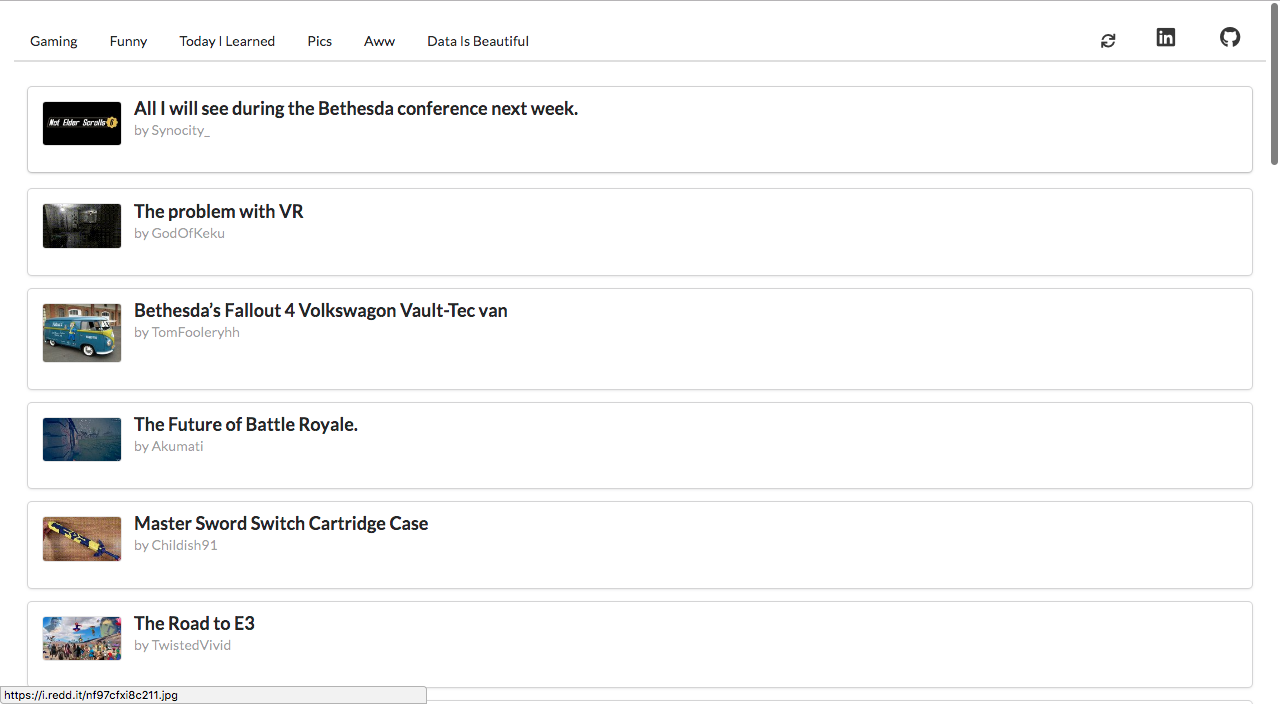 Gaming Funny Today I Learned Pics Aww Data Is Beautiful in
Not Elder Scrolls 6
All I will see during the Bethesda conference next week.
by Synocity_
The problem with VR
by GodOfKeku
Bethesda’s Fallout 4 Volkswagon Vault-Tec van
by TomFooleryhh
The Future of Battle Royale.
by Akumati
Master Sword Switch Cartridge Case
by Childish91
The Road to E3
by TwistedVivid
https://i.redd.it/nf97cfxi8c211.jpg